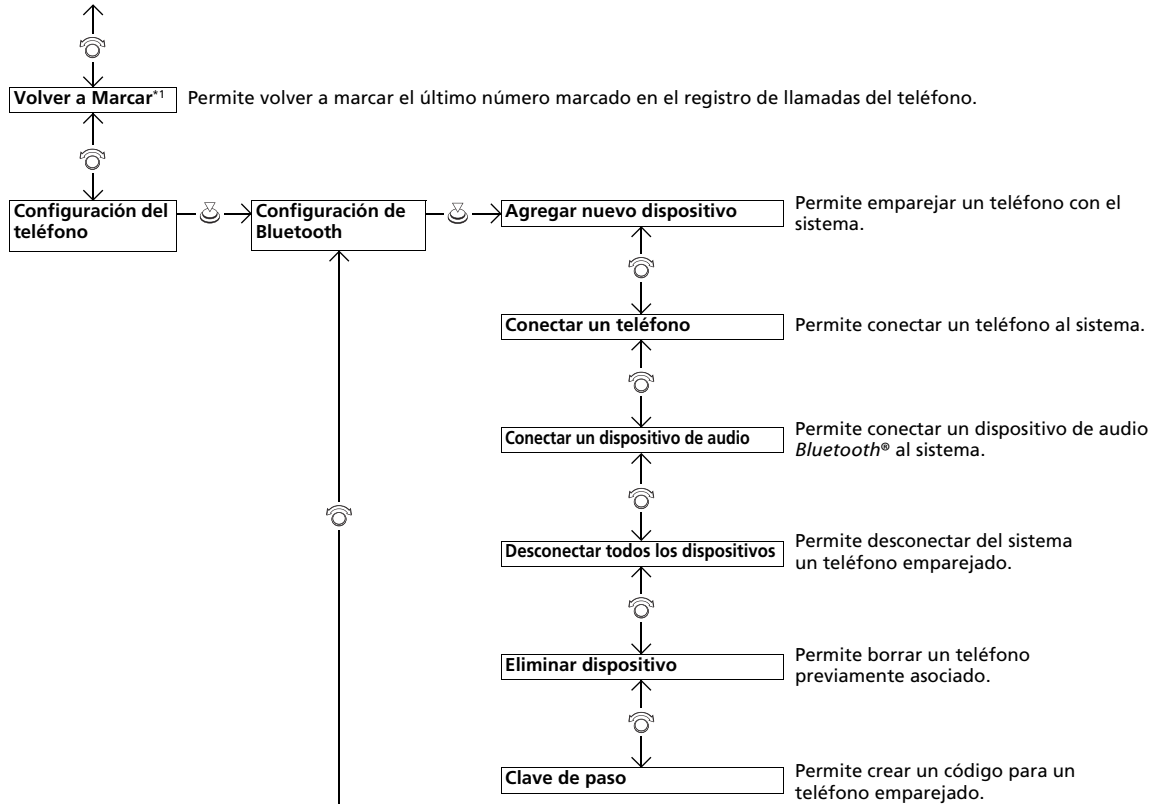 Volver a Marcar*1
Permite volver a marcar el último número marcado en el registro de llamadas del teléfono.
Configuración del
teléfono
Configuración de
Bluetooth
Agregar nuevo dispositivo
Permite emparejar un teléfono con el
sistema.
Conectar un teléfono
Permite conectar un teléfono al sistema.
Conectar un dispositivo de audio
Permite conectar un dispositivo de audio
Bluetooth® al sistema.
Desconectar todos los dispositivos
Permite desconectar del sistema
un teléfono emparejado.
Eliminar dispositivo
Permite borrar un teléfono
previamente asociado.
Clave de paso
Permite crear un código para un
teléfono emparejado.